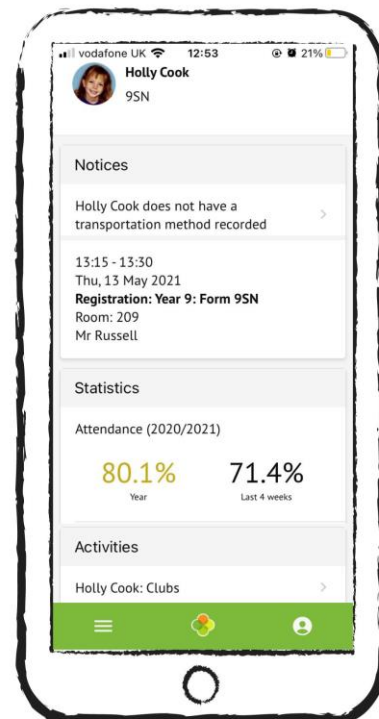 vodafone UK 12:53 21%
Holly Cook
9SN
Notices
Holly Cook does not have a
transportation method recorded
13:15 - 13:30
Thu, 13 May 2021
Registration: Year 9: Form 9SN
Room: 209
Mr Russell
Statistics
Attendance (2020/2021)
80.1% 71.4%
Year Last 4 weeks
Activities
Holly Cook: Clubs